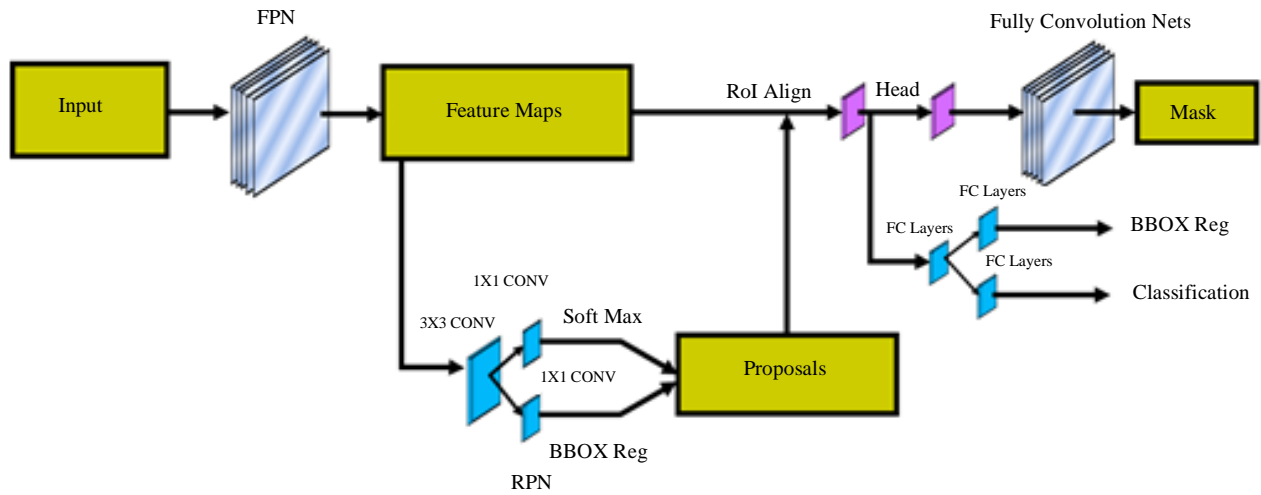 FPN
Fully Convolution Nets
Input
Feature Maps
RoI Align
Head
Mask
FC Layers
BBOX Reg
FC Layers
FC Layers
Classification
1X1 CONV
3X3 CONV
Soft Max
1X1 CONV
Proposals
BBOX Reg
RPN